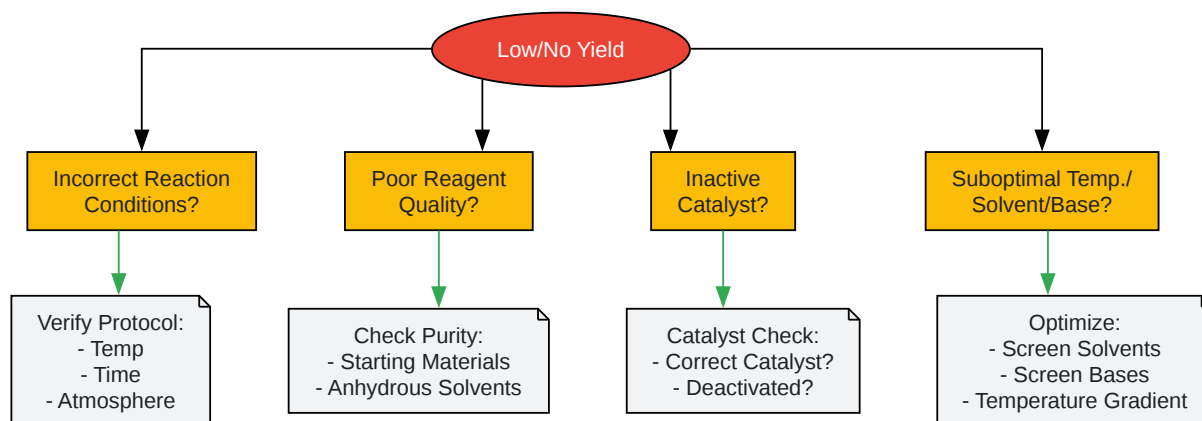 Low/No Yield
Incorrect Reaction
Conditions?
Poor Reagent
Quality?
Inactive
Catalyst?
Suboptimal Temp./
Solvent/Base?
Verify Protocol:
- Temp
- Time
- Atmosphere
Check Purity:
- Starting Materials
- Anhydrous Solvents
Catalyst Check:
- Correct Catalyst?
- Deactivated?
Optimize:
- Screen Solvents
- Screen Bases
- Temperature Gradient